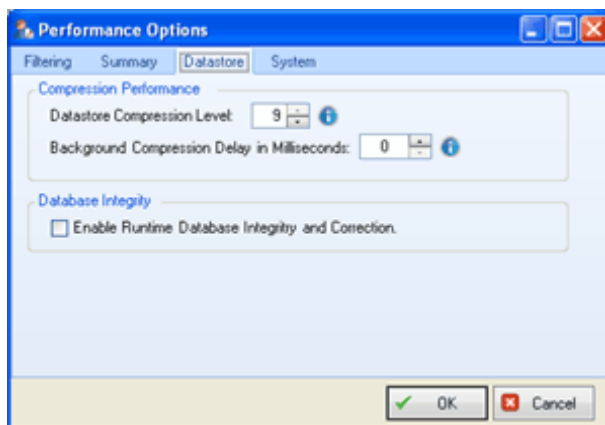 Performance Options
Filtering Summary Datastore System
Compression Performance
Datastore Compression Level: 9
Background Compression Delay in Milliseconds: 0
Database Integrity
Enable Runtime Database Integrity and Correction.
OK Cancel